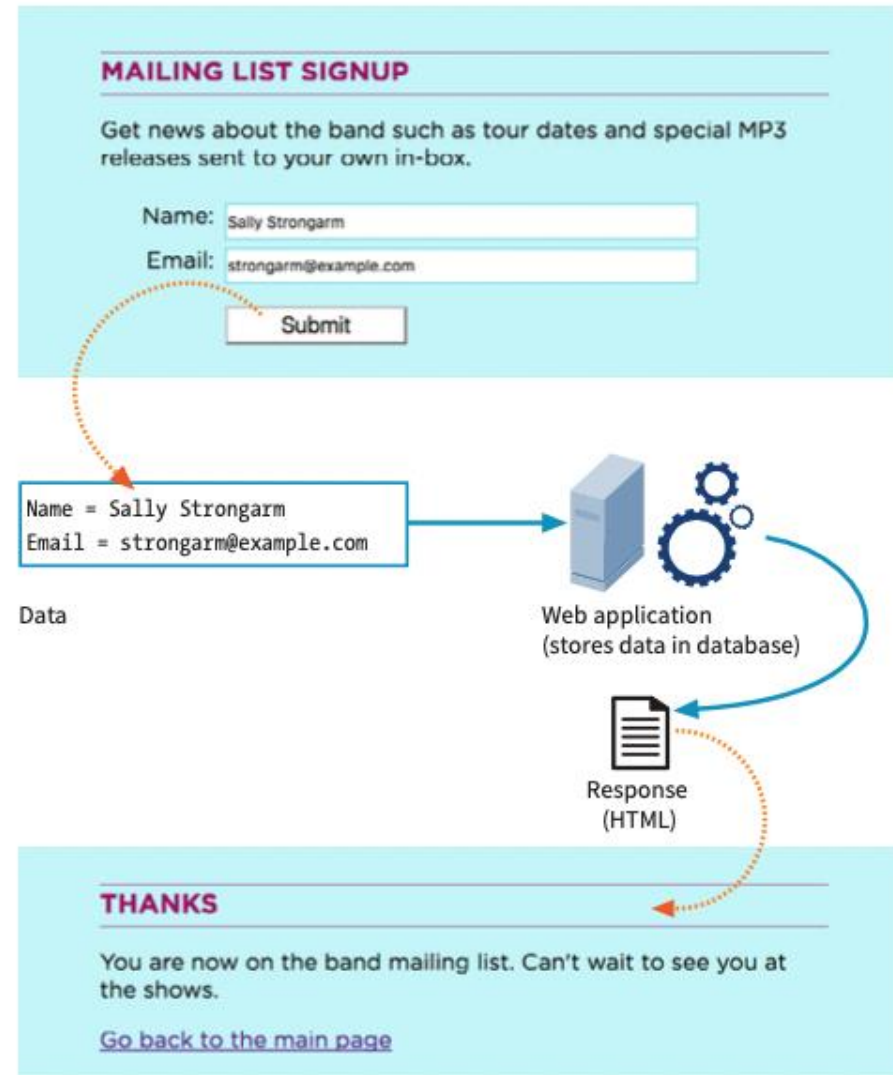 MAILING LIST SIGNUP
Get news about the band such as tour dates and special MP3
releases sent to your own in-box.
Name: Sally Strongarm
Email: strongarm@example.com
Submit
Name = Sally Strongarm
Email = strongarm@example.com
Data
Web application
(stores data in database)
Response
(HTML)
THANKS
You are now on the band mailing list. Can't wait to see you at
the shows.
Go back to the main page